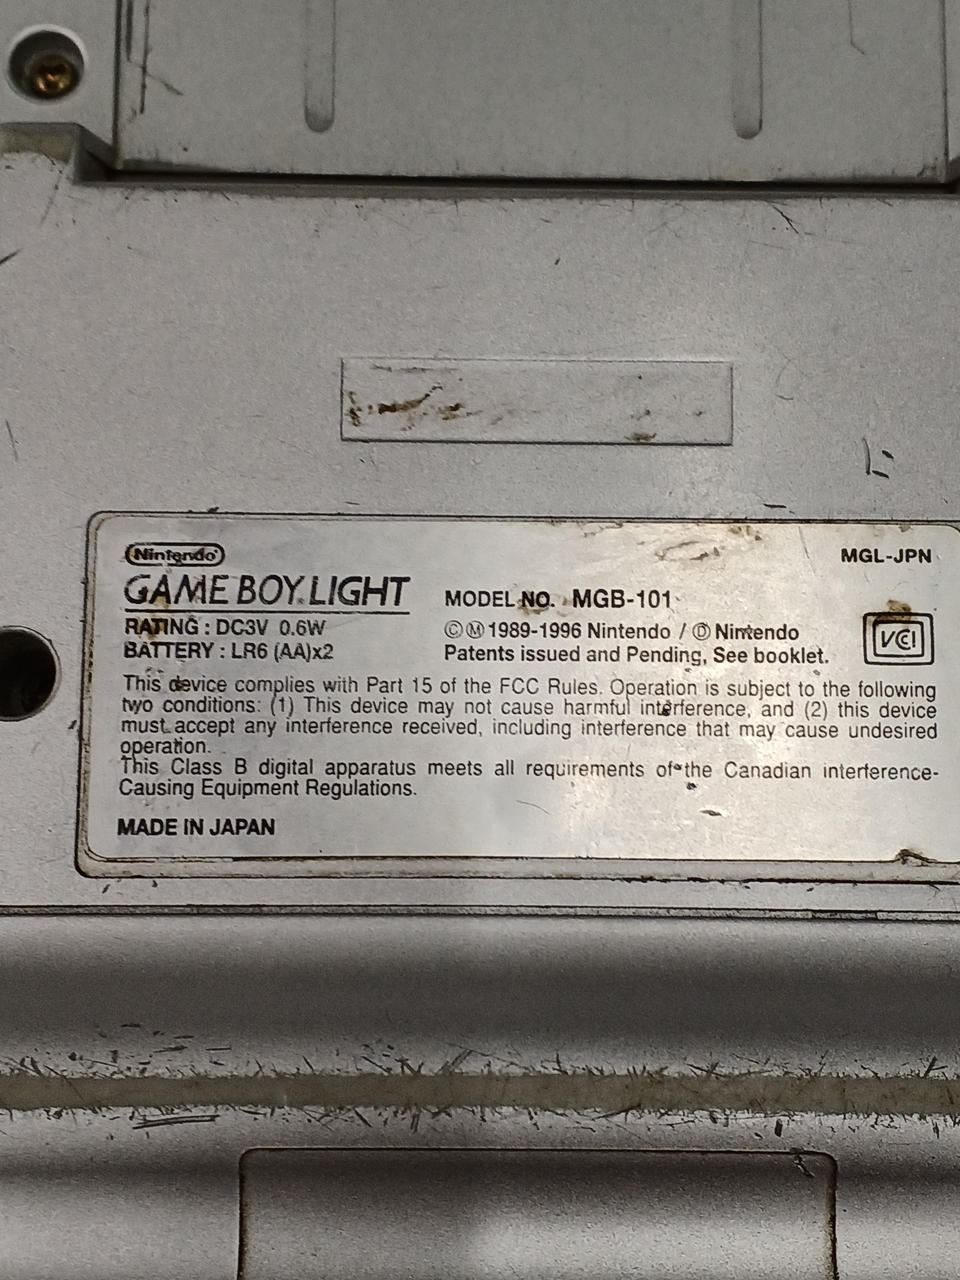 Nintendo
MGL-JPN
GAME BOY LIGHT
MODEL NO. MGB-101
RATING : DC3V 0.6W
ⒸⓂ 1989-1996 Nintendo / Ⓓ Nintendo
BATTERY : LR6 (AA)x2
Patents issued and Pending, See booklet.
VCI
This device complies with Part 15 of the FCC Rules. Operation is subject to the following
two conditions: (1) This device may not cause harmful interference, and (2) this device
must accept any interference received, including interference that may cause undesired
operation.
This Class B digital apparatus meets all requirements of the Canadian interference-
Causing Equipment Regulations.
MADE IN JAPAN